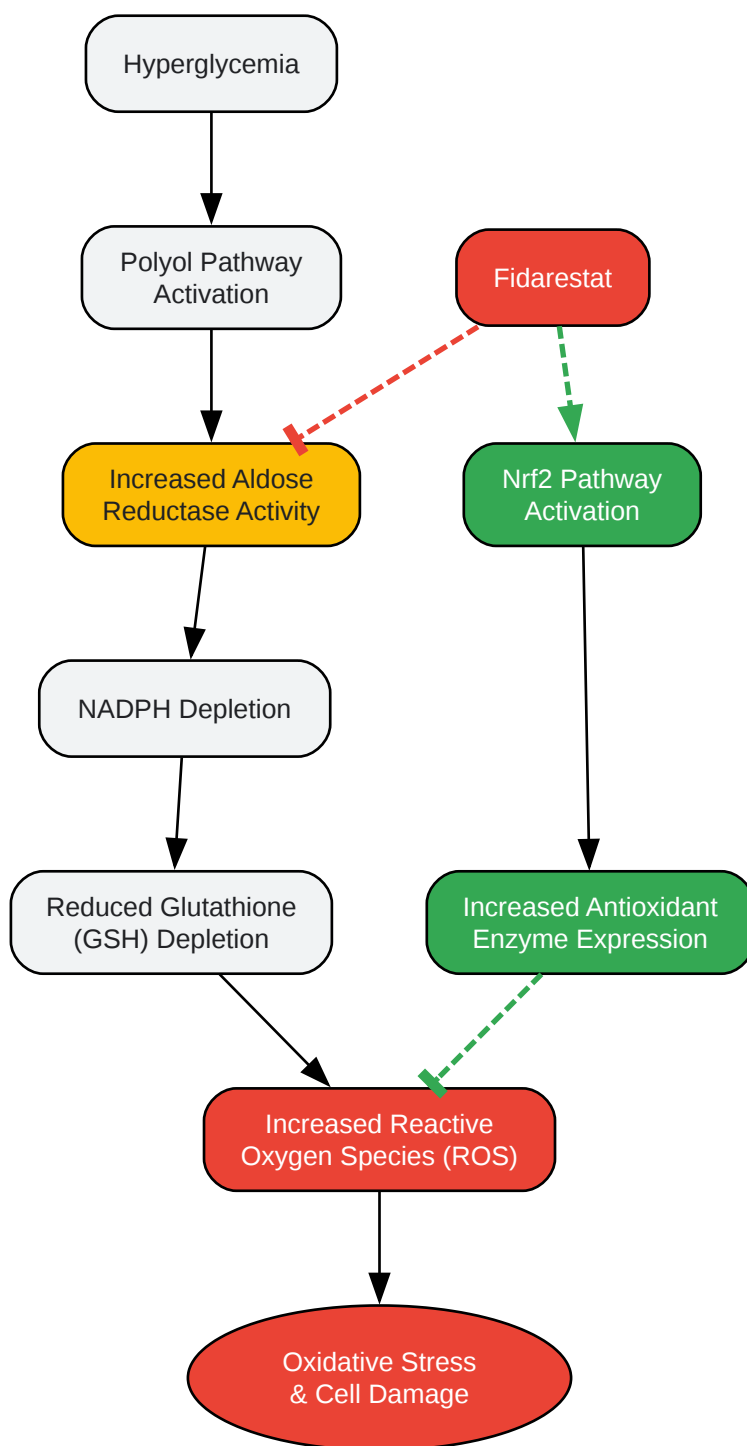 Hyperglycemia
Polyol Pathway
Activation
Fidarestat
Increased Aldose
Reductase Activity
Nrf2 Pathway
Activation
NADPH Depletion
Reduced Glutathione
(GSH) Depletion
Increased Antioxidant
Enzyme Expression
Increased Reactive
Oxygen Species (ROS)
Oxidative Stress
& Cell Damage